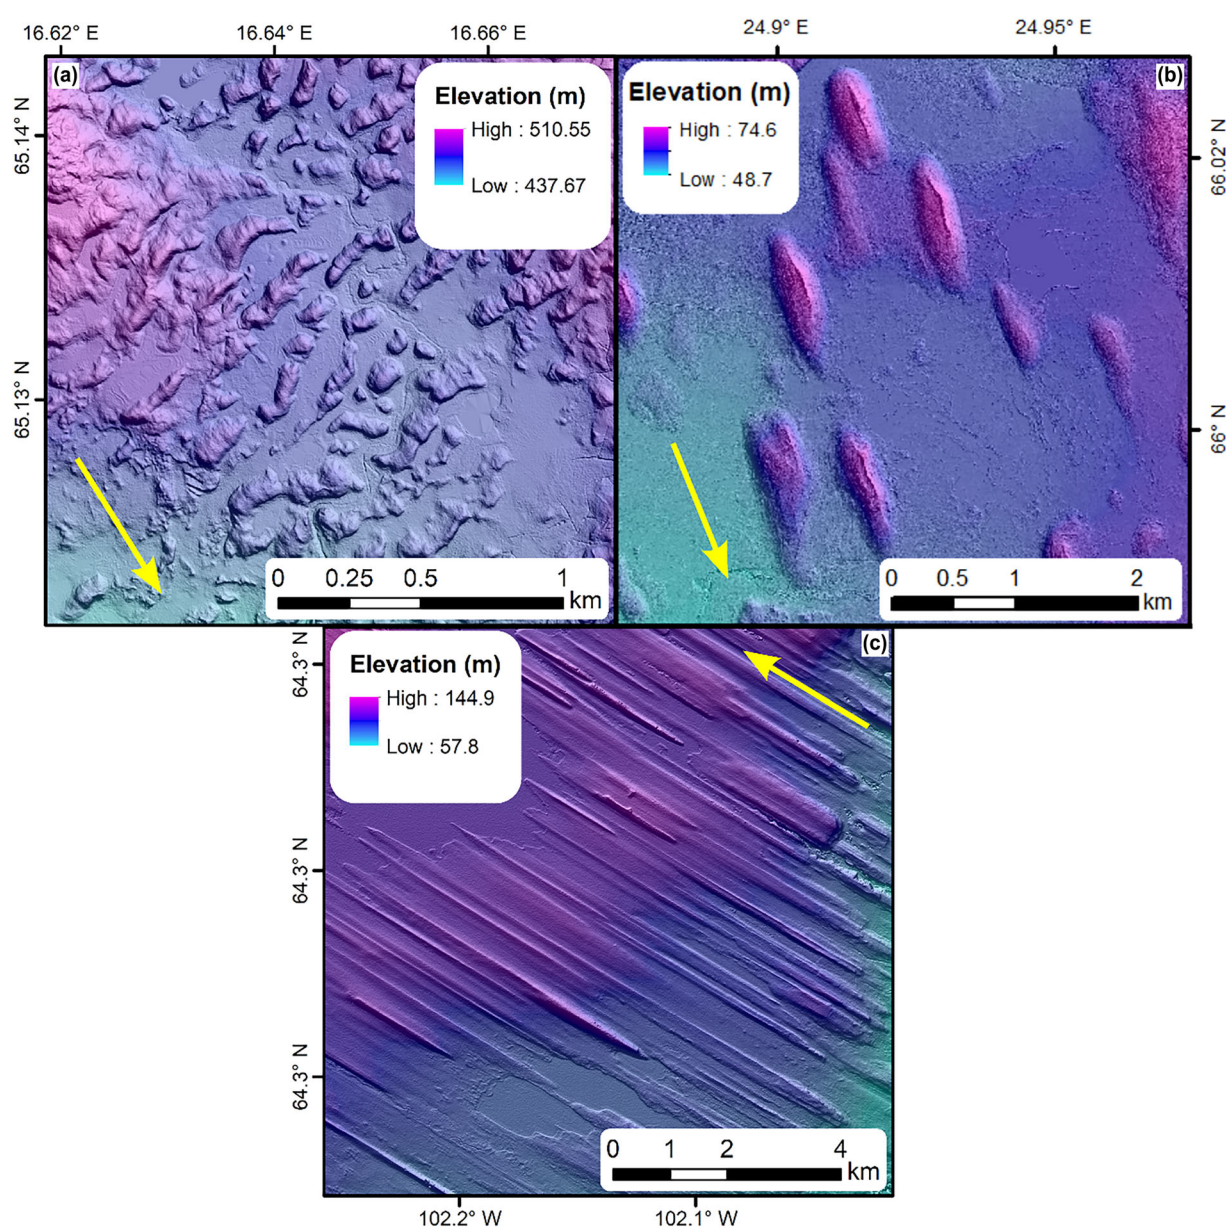 16.62° E 16.64° E 16.66° E 24.9° E 24.95° E
(a)
Elevation (m)
High : 510.55
Low : 437.67
65.14° N
65.13° N
0 0.25 0.5 1
km
(b)
Elevation (m)
High : 74.6
Low : 48.7
66.02° N
66° N
0 0.5 1 2
km
(c)
Elevation (m)
High : 144.9
Low : 57.8
64.3° N
64.3° N
64.3° N
0 1 2 4
km
102.2° W 102.1° W